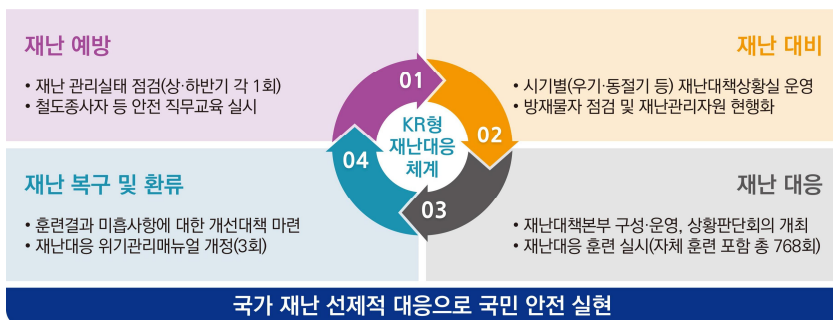 재난 예방
• 재난 관리실태 점검(상·하반기 각 1회)
• 철도종사자 등 안전 직무교육 실시
01
재난 대비
• 시기별(우기·동절기 등) 재난대책상황실 운영
• 방재물자 점검 및 재난관리자원 현행화
02
KR형
재난대응
체계
재난 대응
• 재난대책본부 구성·운영, 상황판단회의 개최
• 재난대응 훈련 실시(자체 훈련 포함 총 768회)
03
재난 복구 및 환류
• 훈련결과 미흡사항에 대한 개선대책 마련
• 재난대응 위기관리매뉴얼 개정(3회)
04
국가 재난 선제적 대응으로 국민 안전 실현